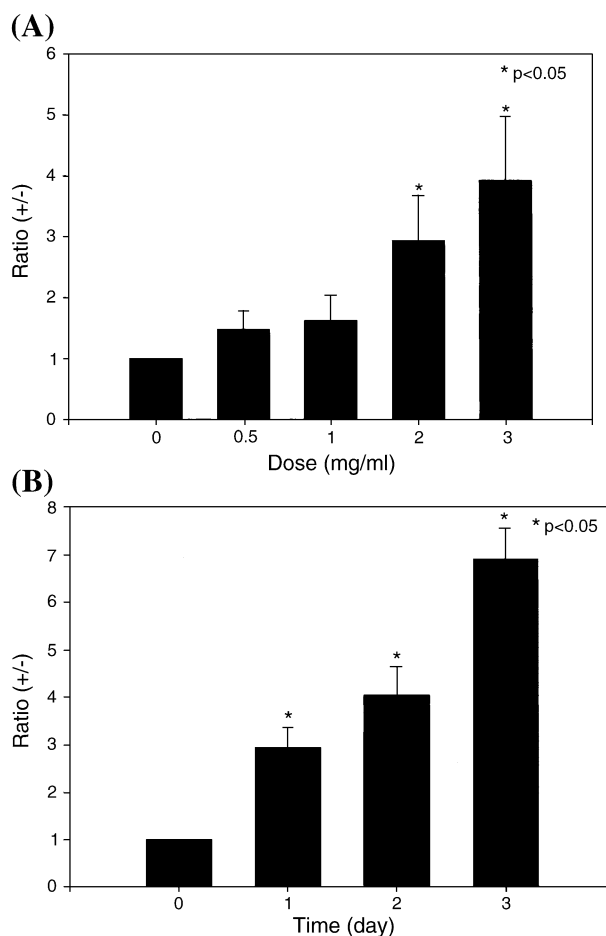 (A)
6
* p<0.05
5
*
4
*
3
2
1
0
Ratio (+/-)
0 0.5 1 2 3
Dose (mg/ml)
(B)
8
*
* p<0.05
7
6
5
*
4
*
3
2
1
0
Ratio (+/-)
0 1 2 3
Time (day)